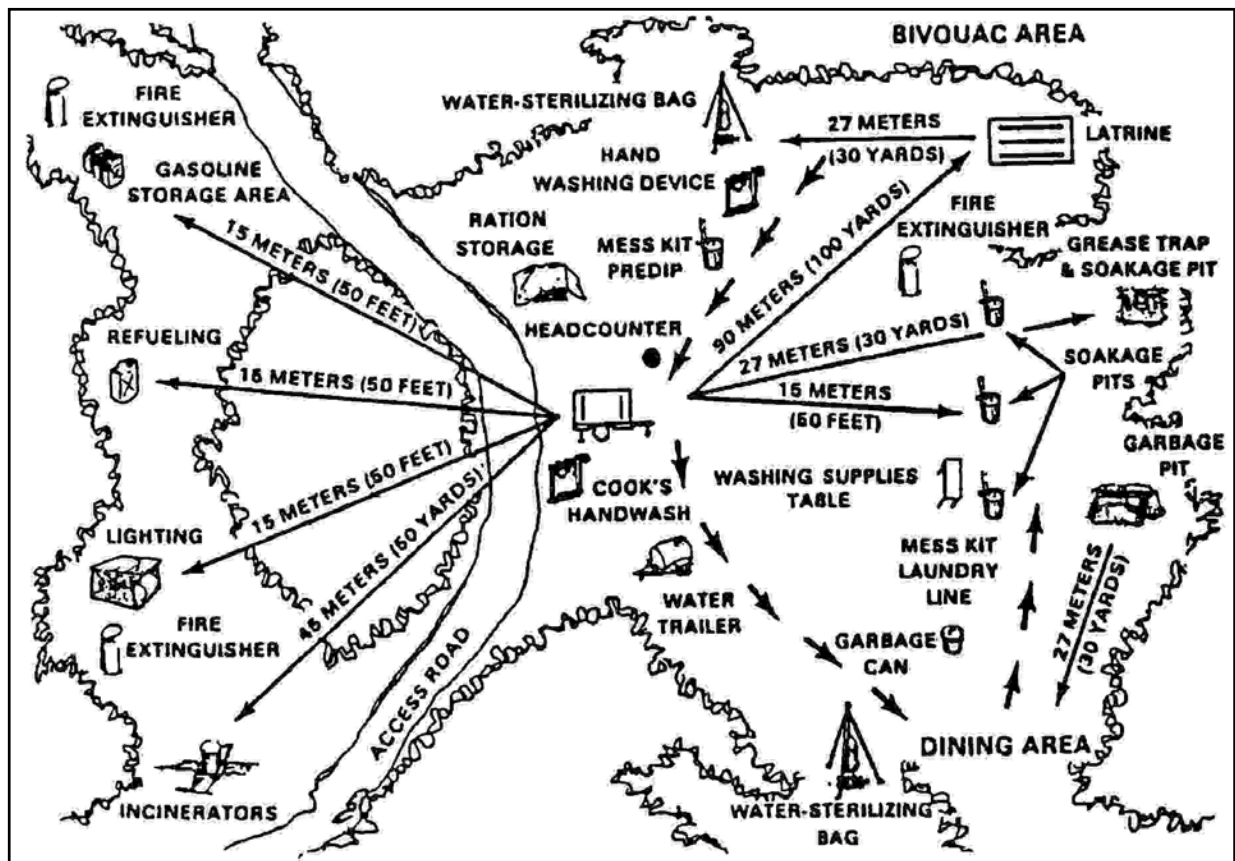 BIVOUAC AREA
FIRE
EXTINGUISHER
WATER-STERILIZING BAG
27 METERS
(30 YARDS)
LATRINE
GASOLINE
STORAGE AREA
HAND
WASHING DEVICE
15 METERS (50 FEET)
RATION
STORAGE
MESS KIT
PREDIP
90 METERS (100 YARDS)
FIRE
EXTINGUISHER
GREASE TRAP
& SOAKAGE PIT
REFUELING
HEADCOUNTER
27 METERS (30 YARDS)
SOAKAGE
PITS
15 METERS (50 FEET)
15 METERS
(50 FEET)
GARBAGE
PIT
15 METERS (50 FEET)
COOK'S
HANDWASH
WASHING SUPPLIES
TABLE
LIGHTING
45 METERS (50 YARDS)
MESS KIT
LAUNDRY
LINE
27 METERS
(30 YARDS)
FIRE
EXTINGUISHER
WATER
TRAILER
GARBAGE
CAN
ACCESS ROAD
DINING AREA
INCINERATORS
WATER-STERILIZING
BAG